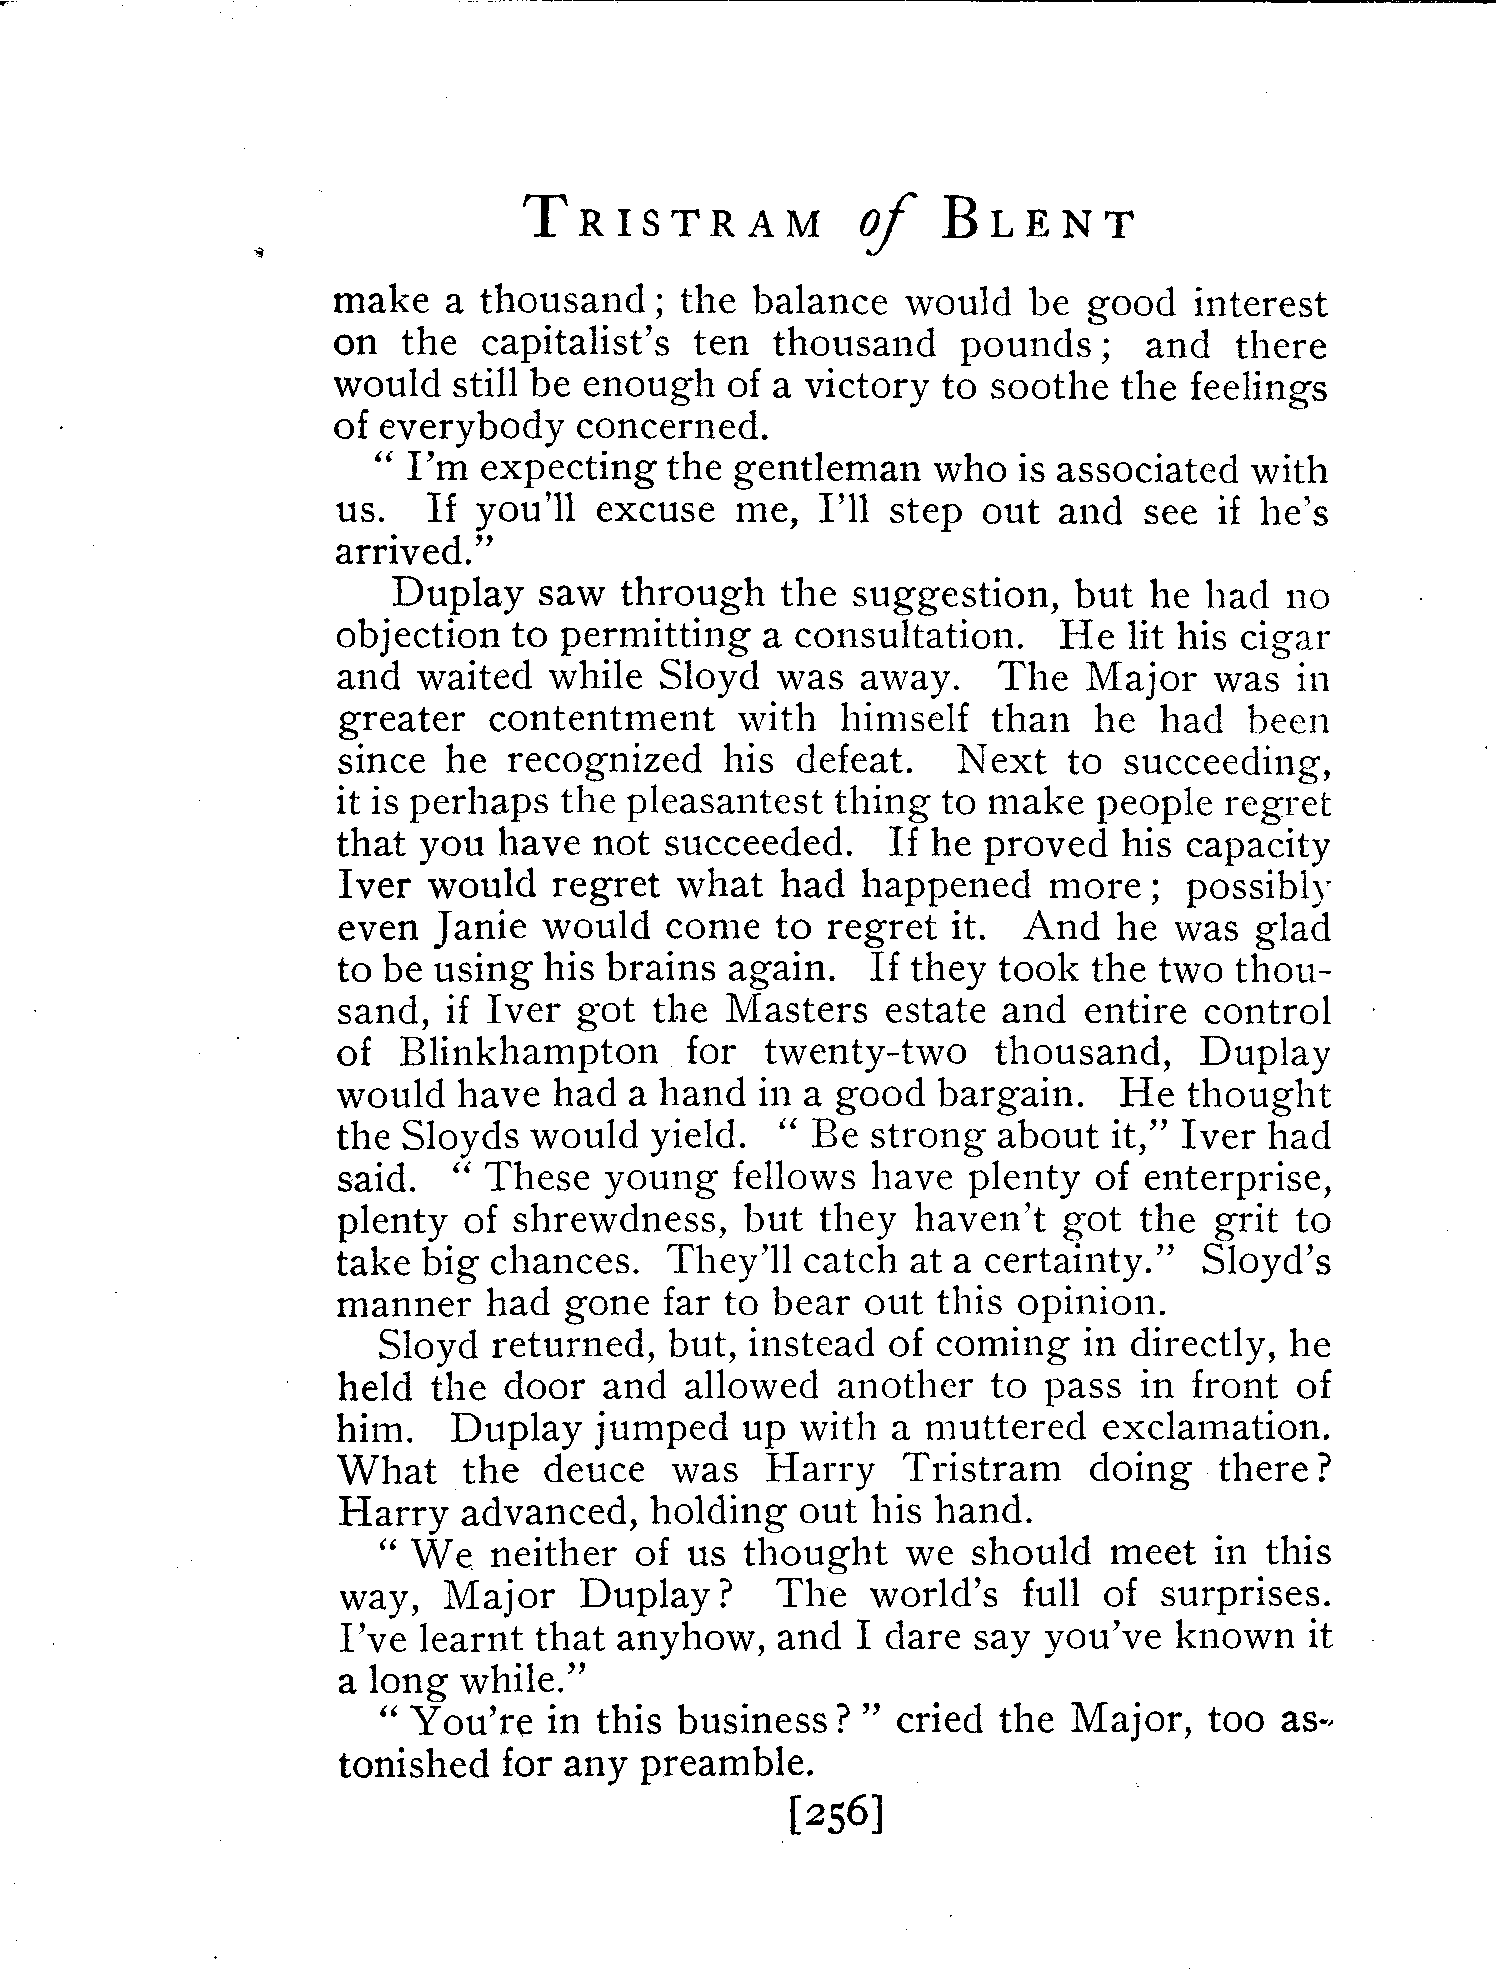 TRISTRAM of BLENT
make a thousand; the balance would be good interest
on the capitalist's ten thousand pounds; and there
would still be enough of a victory to soothe the feelings
of everybody concerned.
“ I'm expecting the gentleman who is associated with
us. If you'll excuse me, I'll step out and see if he's
arrived.”
Duplay saw through the suggestion, but he had no
objection to permitting a consultation. He lit his cigar
and waited while Sloyd was away. The Major was in
greater contentment with himself than he had been
since he recognized his defeat. Next to succeeding,
it is perhaps the pleasantest thing to make people regret
that you have not succeeded. If he proved his capacity
Iver would regret what had happened more; possibly
even Janie would come to regret it. And he was glad
to be using his brains again. If they took the two thou-
sand, if Iver got the Masters estate and entire control
of Blinkhampton for twenty-two thousand, Duplay
would have had a hand in a good bargain. He thought
the Sloyds would yield. “ Be strong about it,” Iver had
said. “ These young fellows have plenty of enterprise,
plenty of shrewdness, but they haven't got the grit to
take big chances. They'll catch at a certainty.” Sloyd's
manner had gone far to bear out this opinion.
Sloyd returned, but, instead of coming in directly, he
held the door and allowed another to pass in front of
him. Duplay jumped up with a muttered exclamation.
What the deuce was Harry Tristram doing there?
Harry advanced, holding out his hand.
“ We neither of us thought we should meet in this
way, Major Duplay? The world's full of surprises.
I've learnt that anyhow, and I dare say you've known it
a long while.”
“ You're in this business? ” cried the Major, too as-
tonished for any preamble.
[256]